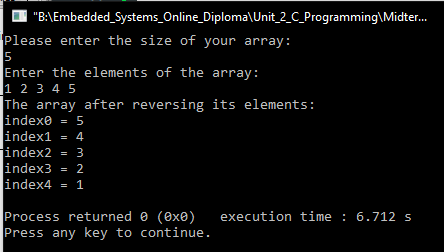 "B:\Embedded_Systems_Online_Diploma\Unit_2_C_Programming\Midter...
Please enter the size of your array:
5
Enter the elements of the array:
1 2 3 4 5
The array after reversing its elements:
index0 = 5
index1 = 4
index2 = 3
index3 = 2
index4 = 1
Process returned 0 (0x0)   execution time : 6.712 s
Press any key to continue.